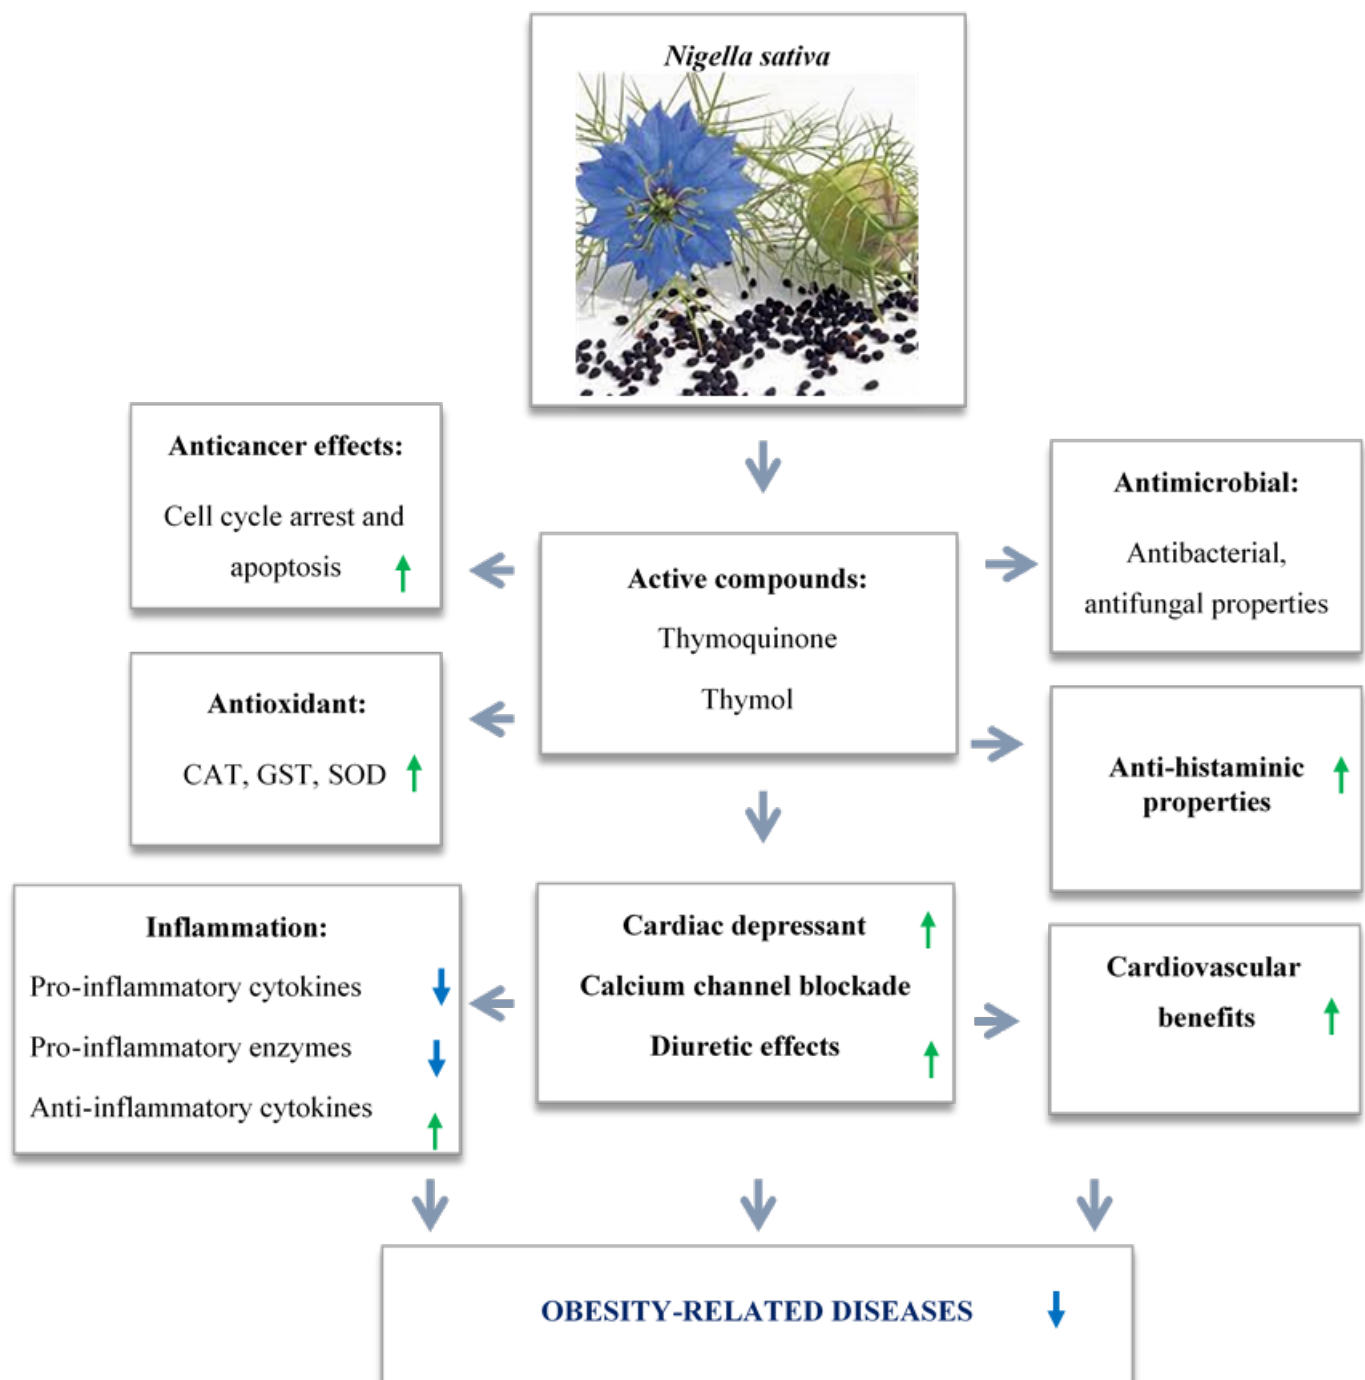 Nigella sativa
Anticancer effects:
Cell cycle arrest and
apoptosis
Antimicrobial:
Antibacterial,
antifungal properties
Active compounds:
Thymoquinone
Thymol
Antioxidant:
CAT, GST, SOD
Anti-histaminic
properties
Inflammation:
Pro-inflammatory cytokines
Pro-inflammatory enzymes
Anti-inflammatory cytokines
Cardiac depressant
Calcium channel blockade
Diuretic effects
Cardiovascular
benefits
OBESITY-RELATED DISEASES